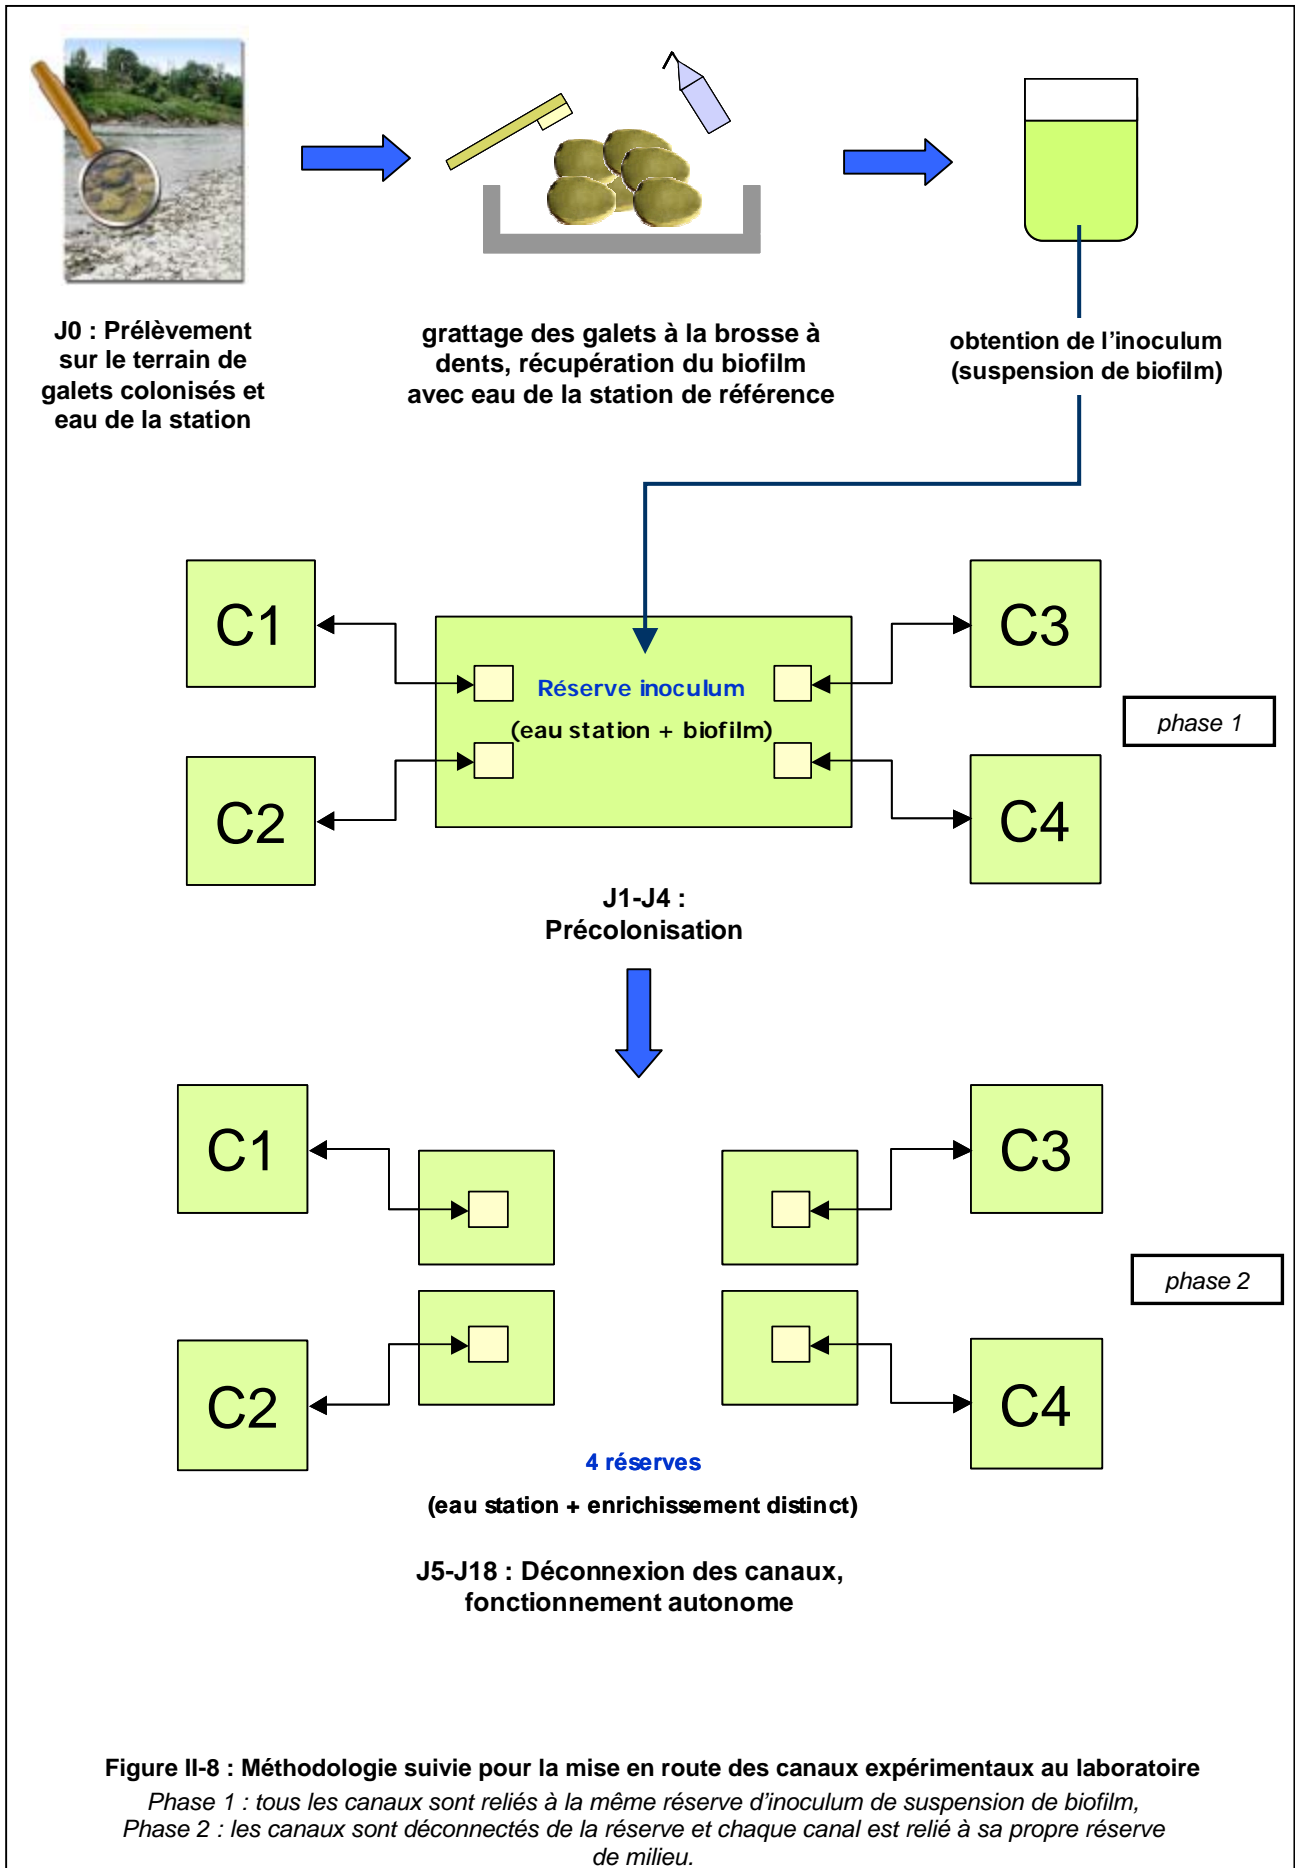 J0 : Prélèvement
sur le terrain de
galets colonisés et
eau de la station
grattage des galets à la brosse à
dents, récupération du biofilm
avec eau de la station de référence
obtention de l’inoculum
(suspension de biofilm)
C1
C3
Réserve inoculum
(eau station + biofilm)
phase 1
C2
C4
J1-J4 :
Précolonisation
C1
C3
phase 2
C2
C4
4 réserves
(eau station + enrichissement distinct)
J5-J18 : Déconnexion des canaux,
fonctionnement autonome
Figure II-8 : Méthodologie suivie pour la mise en route des canaux expérimentaux au laboratoire
Phase 1 : tous les canaux sont reliés à la même réserve d’inoculum de suspension de biofilm,
Phase 2 : les canaux sont déconnectés de la réserve et chaque canal est relié à sa propre réserve
de milieu.